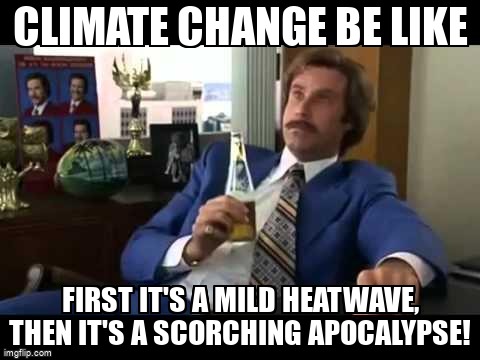 CLIMATE CHANGE BE LIKE
FIRST IT'S A MILD HEATWAVE,
THEN IT'S A SCORCHING APOCALYPSE!
imgflip.com